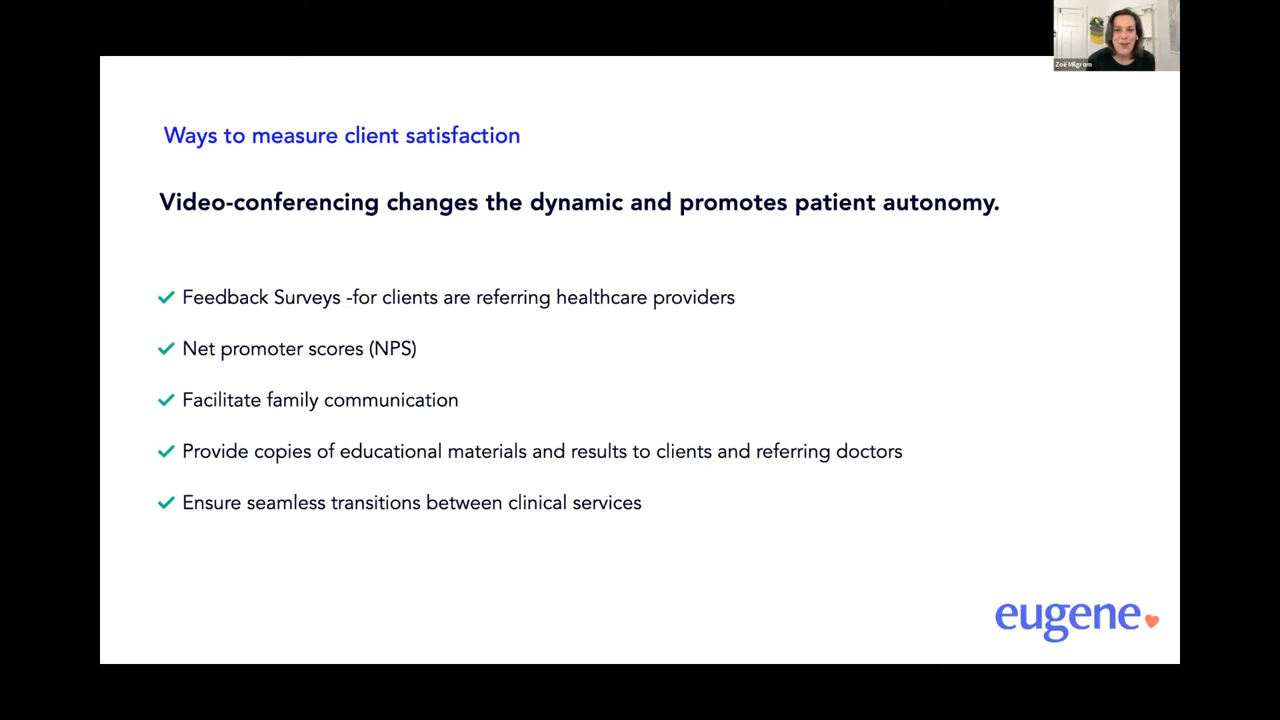 Zoë Milgrom
Ways to measure client satisfaction
Video-conferencing changes the dynamic and promotes patient autonomy.
Feedback Surveys -for clients are referring healthcare providers
Net promoter scores (NPS)
Facilitate family communication
Provide copies of educational materials and results to clients and referring doctors
Ensure seamless transitions between clinical services
eugene